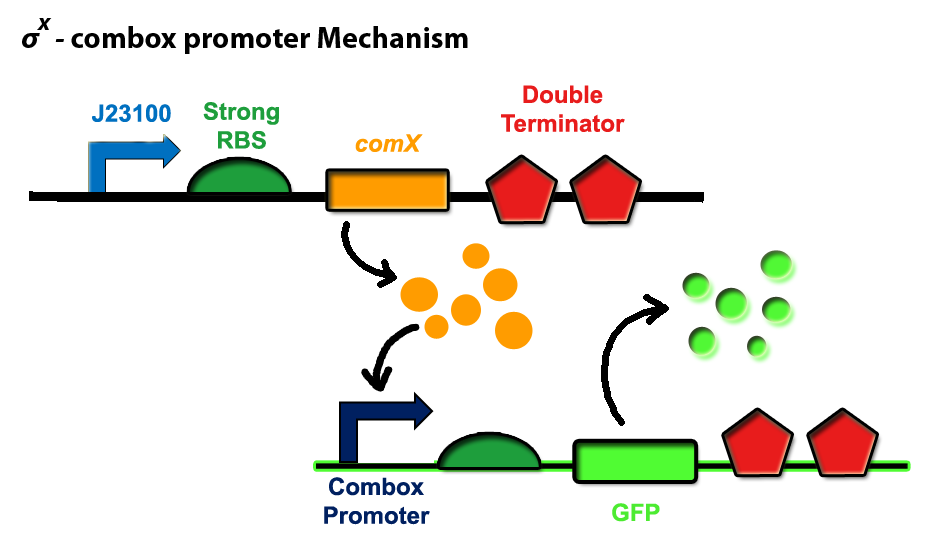 σˣ - combox promoter Mechanism
J23100
Strong
RBS
comX
Double
Terminator
Combox
Promoter
GFP